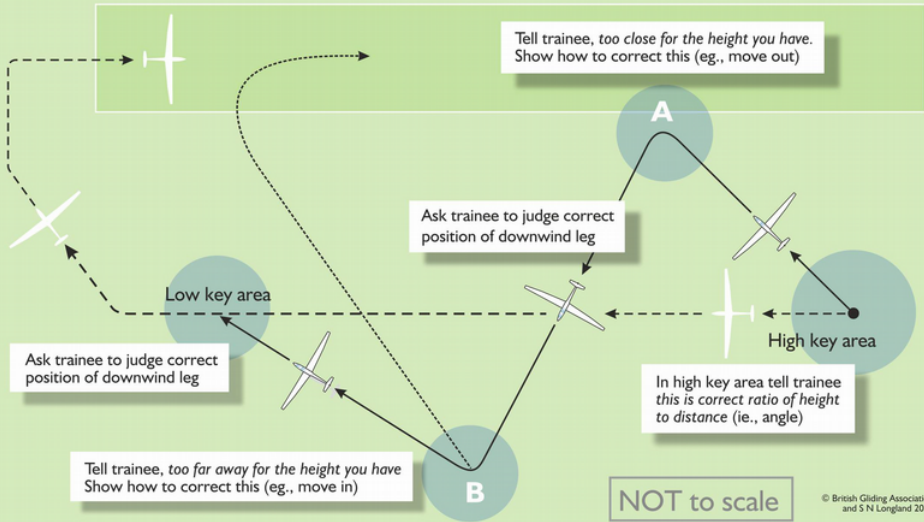 Tell trainee, too close for the height you have.
Show how to correct this (eg., move out)
A
Ask trainee to judge correct
position of downwind leg
Low key area
High key area
Ask trainee to judge correct
position of downwind leg
In high key area tell trainee
this is correct ratio of height
to distance (ie., angle)
Tell trainee, too far away for the height you have
Show how to correct this (eg., move in)
B
NOT to scale
© British Gliding
and S N Longland